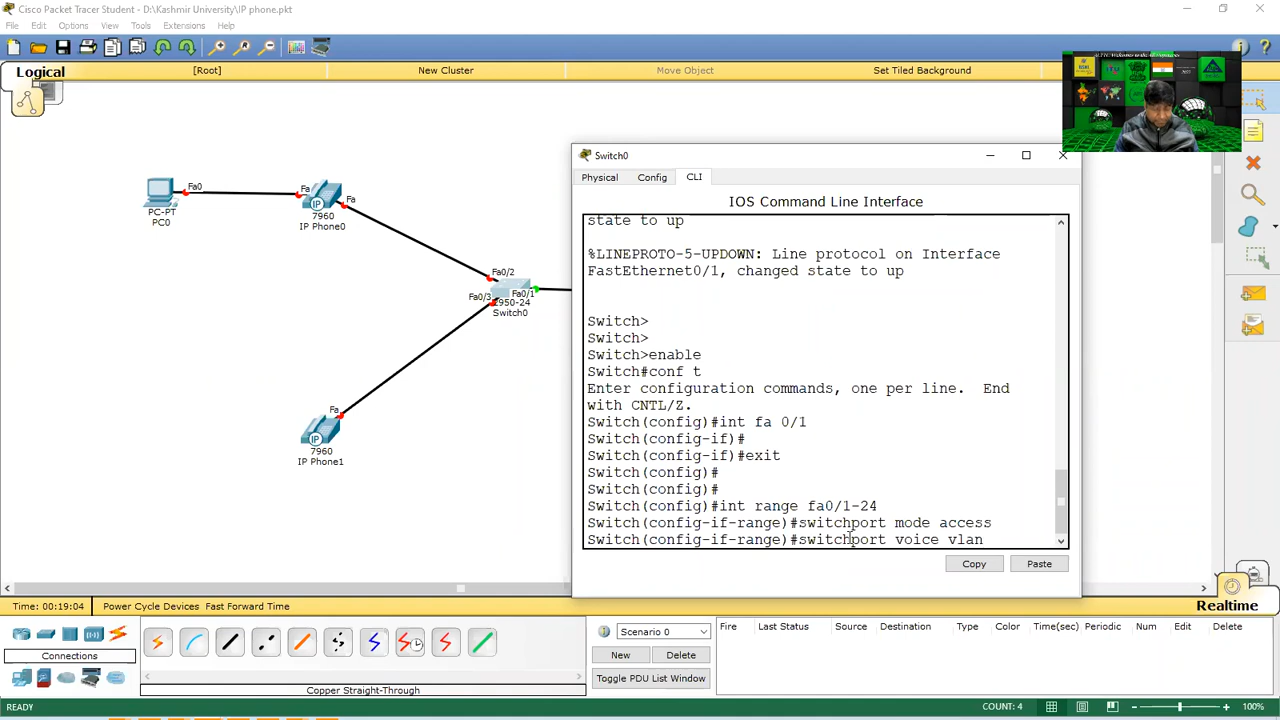 Cisco Packet Tracer Student - D:\Kashmir University\IP phone.pkt
File Edit Options View Tools Extensions Help
Logical
[Root]
New Cluster
Move Object
Set Tiled Background
Fa0
PC-PT
PC0
Fa
Fa
IP
7960
IP Phone0
Fa0/2
Fa0/3
Fa0/1
2950-24
Switch0
Fa
IP
7960
IP Phone1
Switch0
Physical Config CLI
IOS Command Line Interface
state to up
%LINEPROTO-5-UPDOWN: Line protocol on Interface
FastEthernet0/1, changed state to up
Switch>
Switch>
Switch>enable
Switch#conf t
Enter configuration commands, one per line. End
with CNTL/Z.
Switch(config)#int fa 0/1
Switch(config-if)#
Switch(config-if)#exit
Switch(config)#
Switch(config)#
Switch(config)#int range fa0/1-24
Switch(config-if-range)#switchport mode access
Switch(config-if-range)#switchport voice vlan
Copy Paste
Time: 00:19:04 Power Cycle Devices Fast Forward Time
Realtime
Scenario 0
New Delete
Toggle PDU List Window
Fire Last Status Source Destination Type Color Time(sec) Periodic Num Edit Delete
Connections
Copper Straight-Through
READY
COUNT: 4
100%